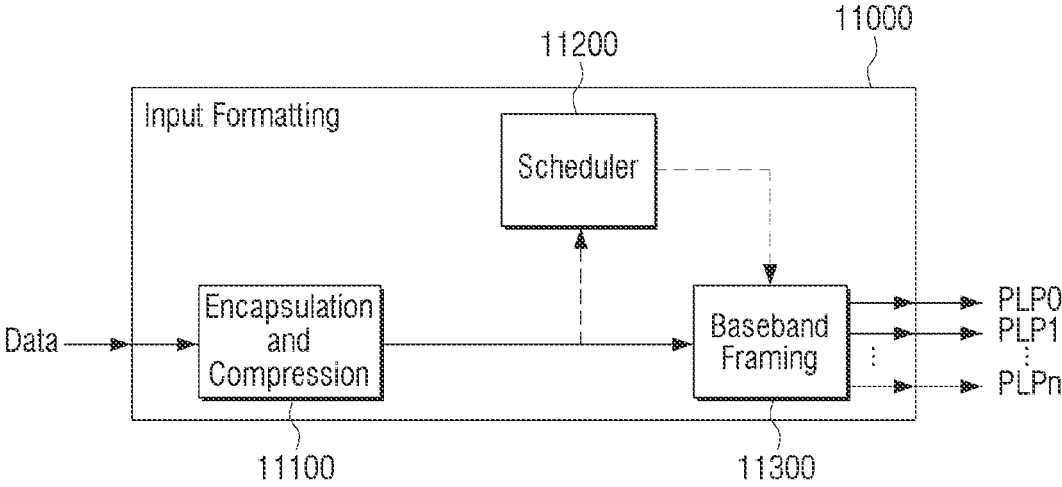 11000
11200
Input Formatting
Scheduler
Data
Encapsulation
and
Compression
Baseband
Framing
PLP0
PLP1
PLPn
11100
11300